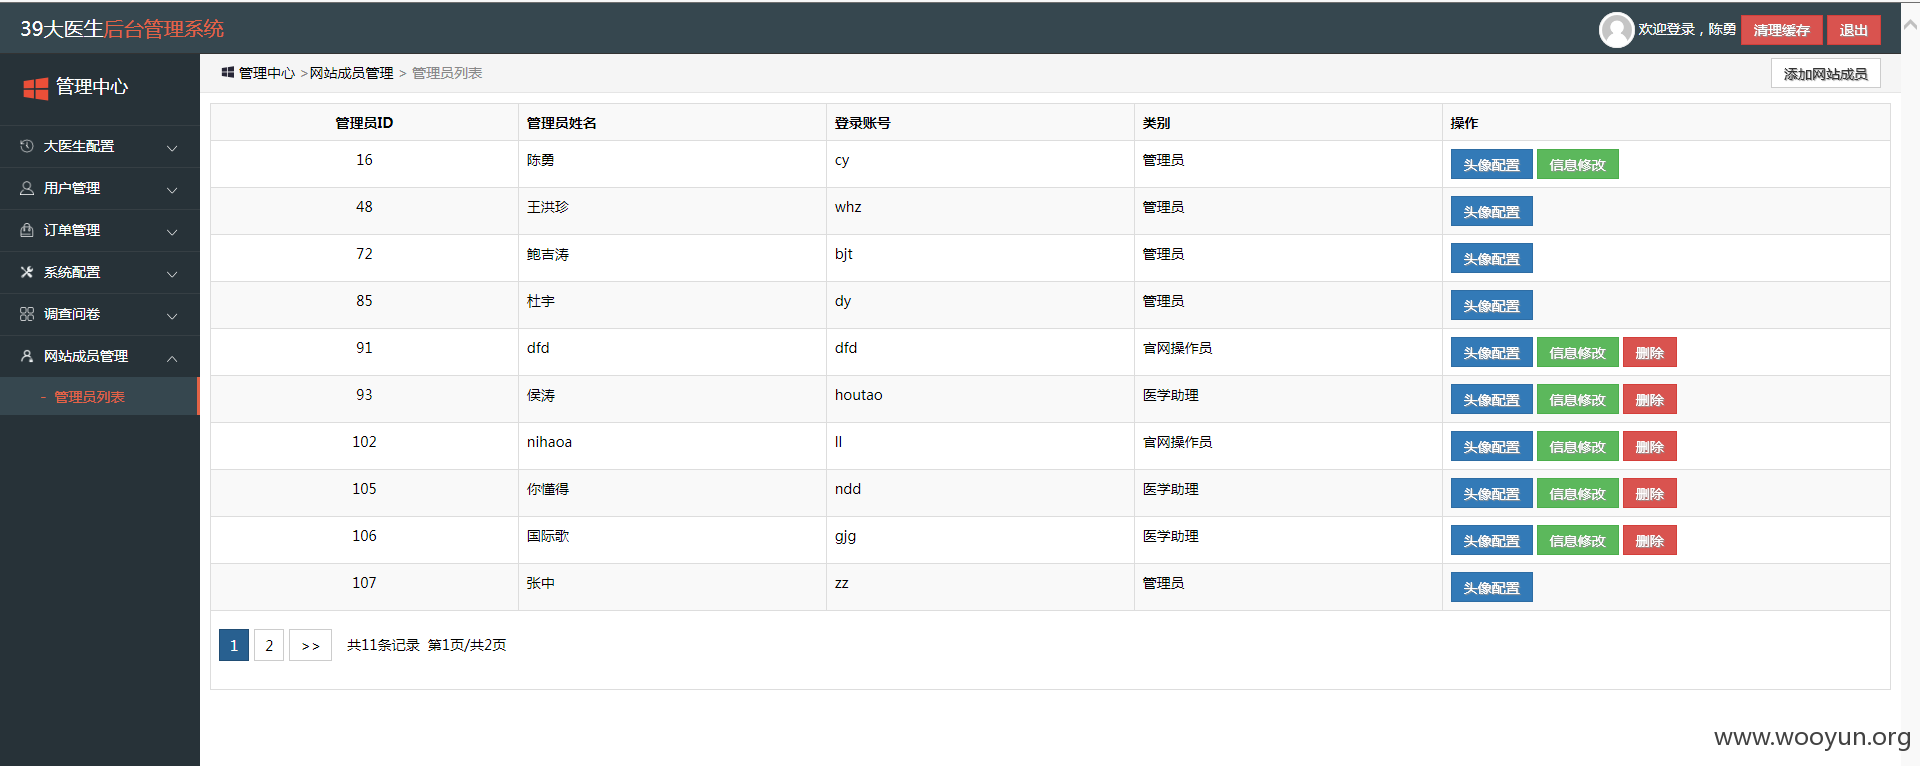 39大医生后台管理系统
欢迎登录，陈勇 清理缓存 退出
管理中心
管理中心 >网站成员管理 > 管理员列表
添加网站成员
大医生配置
用户管理
订单管理
系统配置
调查问卷
网站成员管理
- 管理员列表
管理员ID 管理员姓名 登录账号 类别 操作
16 陈勇 cy 管理员 头像配置 信息修改
48 王洪珍 whz 管理员 头像配置
72 鲍吉涛 bjt 管理员 头像配置
85 杜宇 dy 管理员 头像配置
91 dfd dfd 官网操作员 头像配置 信息修改 删除
93 侯涛 houtao 医学助理 头像配置 信息修改 删除
102 nihaoa ll 官网操作员 头像配置 信息修改 删除
105 你懂得 ndd 医学助理 头像配置 信息修改 删除
106 国际歌 gjg 医学助理 头像配置 信息修改 删除
107 张中 zz 管理员 头像配置
1 2 >> 共11条记录 第1页/共2页
www.wooyun.org